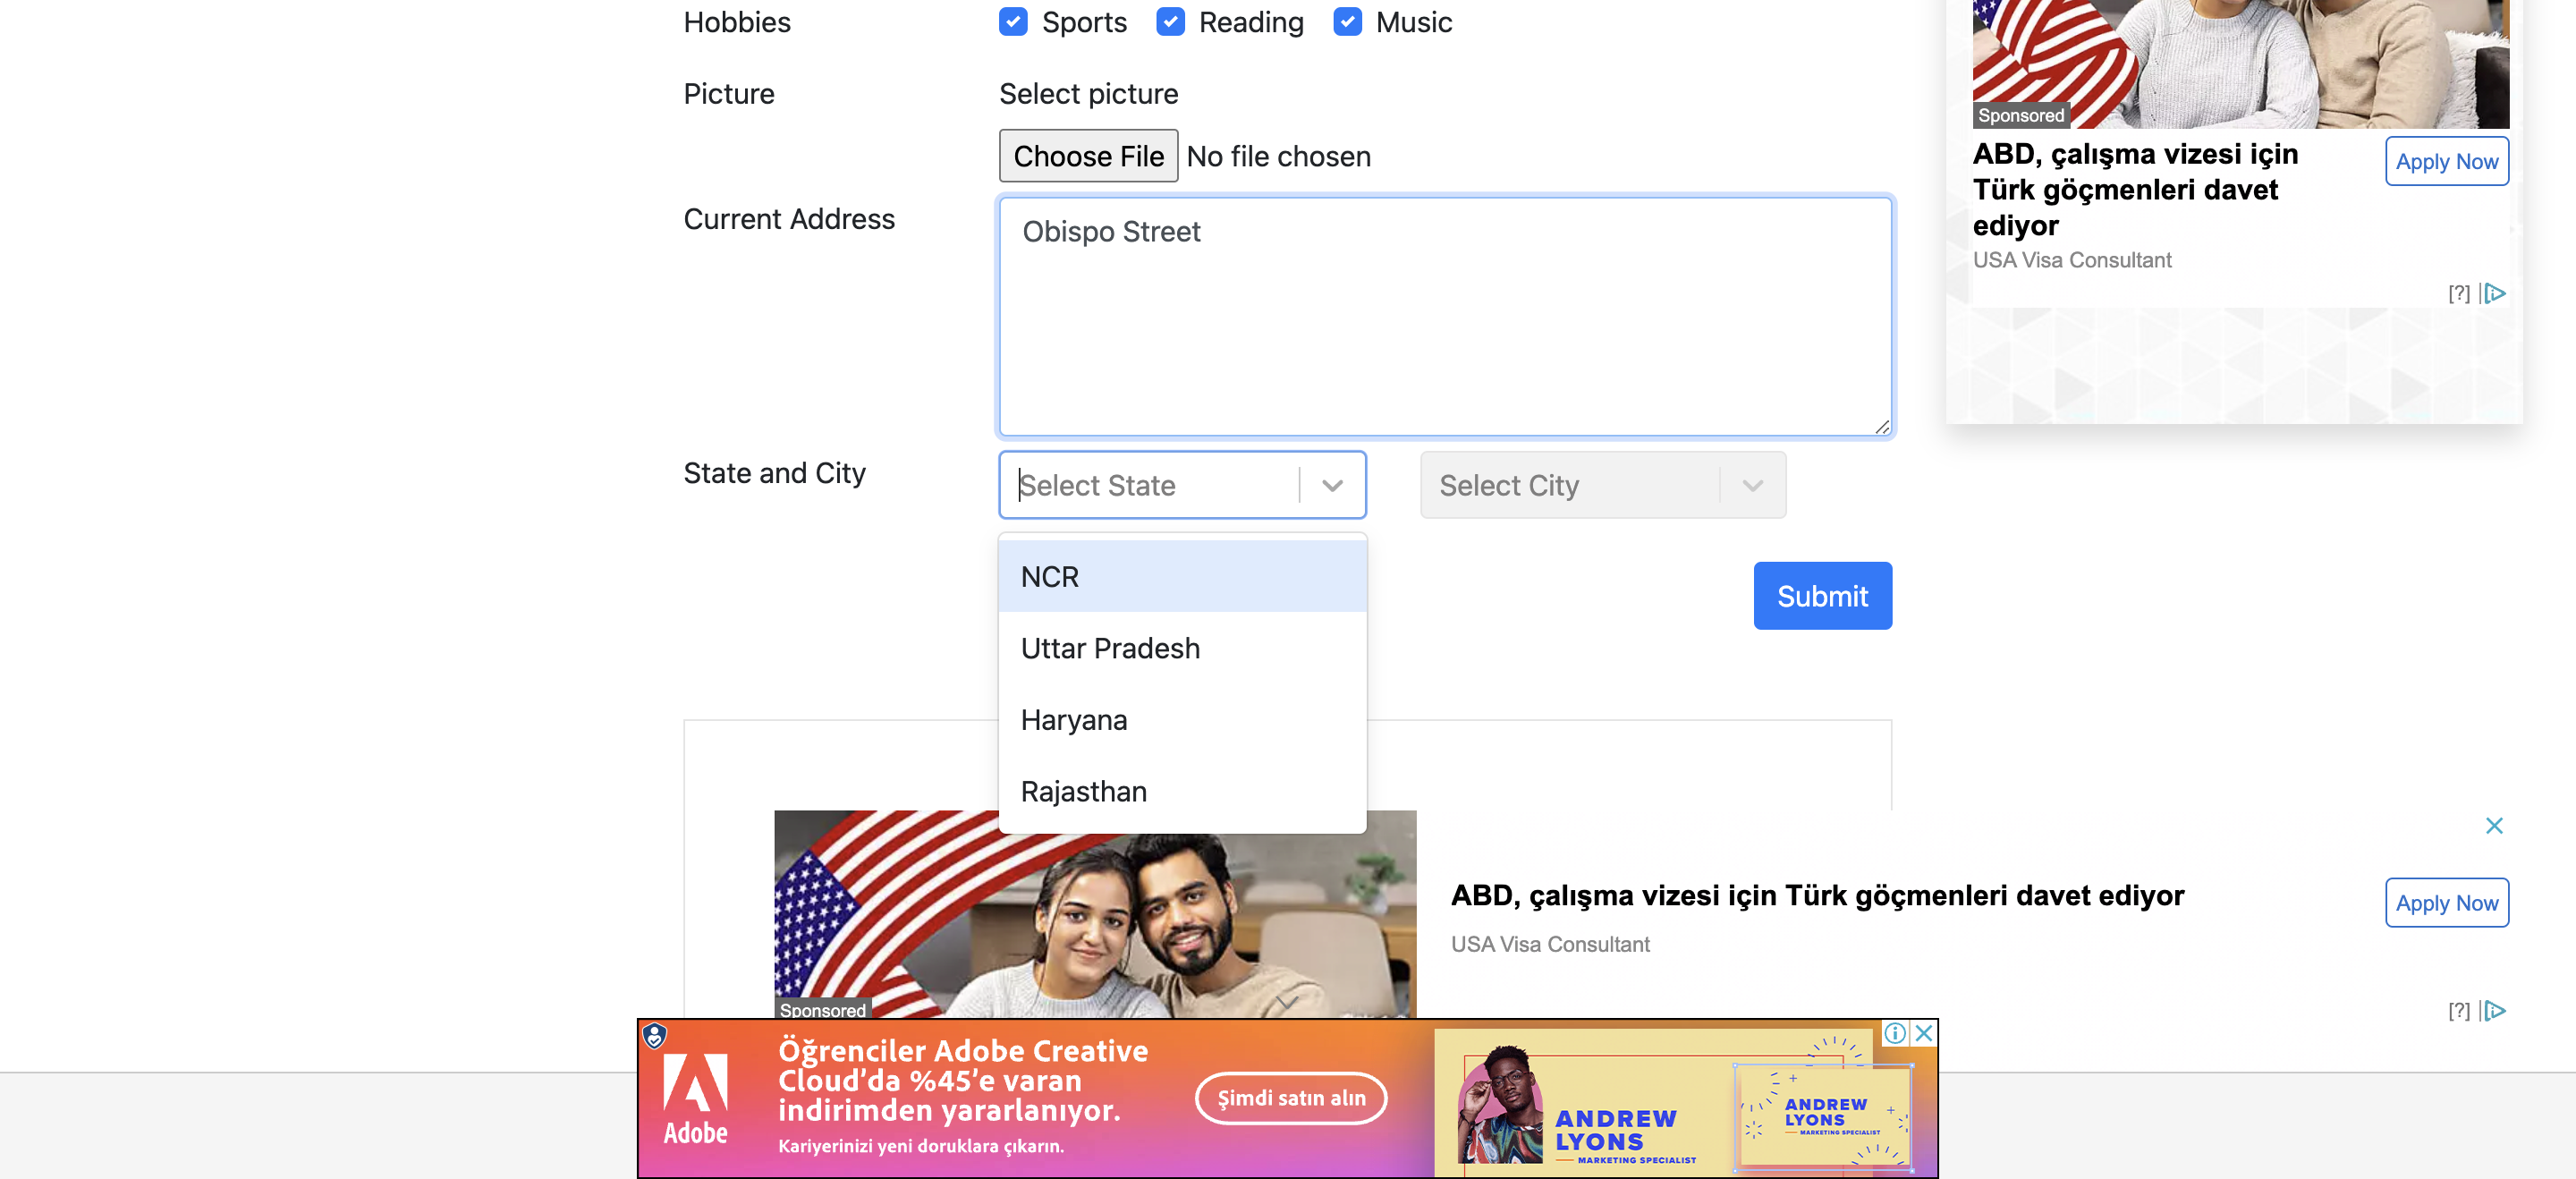 Hobbies
Sports
Reading
Music
Picture
Select picture
Choose File
No file chosen
Current Address
Obispo Street
State and City
Select State
Select City
NCR
Uttar Pradesh
Haryana
Rajasthan
Submit
Sponsored
ABD, çalışma vizesi için
Türk göçmenleri davet
ediyor
Apply Now
USA Visa Consultant
[?]
ABD, çalışma vizesi için Türk göçmenleri davet ediyor
Apply Now
USA Visa Consultant
[?]
Sponsored
Adobe
Öğrenciler Adobe Creative
Cloud’da %45’e varan
indirimden yararlanıyor.
Kariyerinizi yeni doruklara çıkarın.
Şimdi satın alın
ANDREW
LYONS
MARKETING SPECIALIST
ANDREW
LYONS
MARKETING SPECIALIST